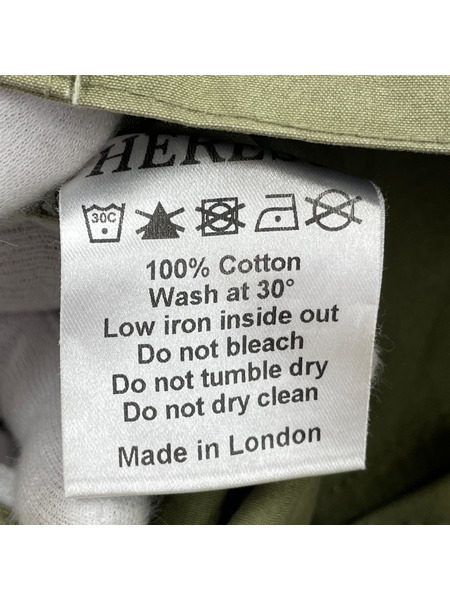 30C
100% Cotton
Wash at 30°
Low iron inside out
Do not bleach
Do not tumble dry
Do not dry clean
Made in London